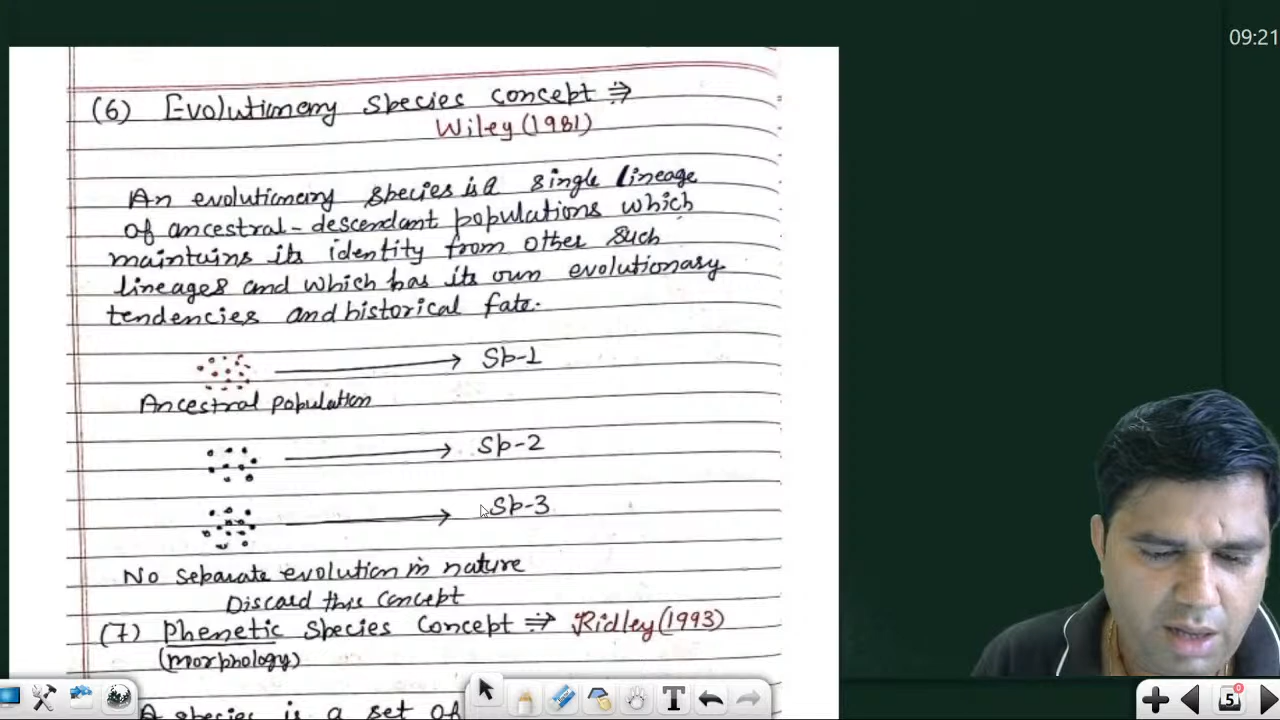 09:21
(6) Evolutionary Species Concept ⇒
Wiley (1981)
An evolutionary species is a single lineage
of ancestral-descendant populations which
maintains its identity from other such
lineages and which has its own evolutionary
tendencies and historical fate.
Sp-1
Ancestral population
Sp-2
Sp-3
No separate evolution in nature
Discard this concept
(7) Phenetic Species Concept ⇒ Ridley (1993)
(morphology)
A species is a set of
T
5
0